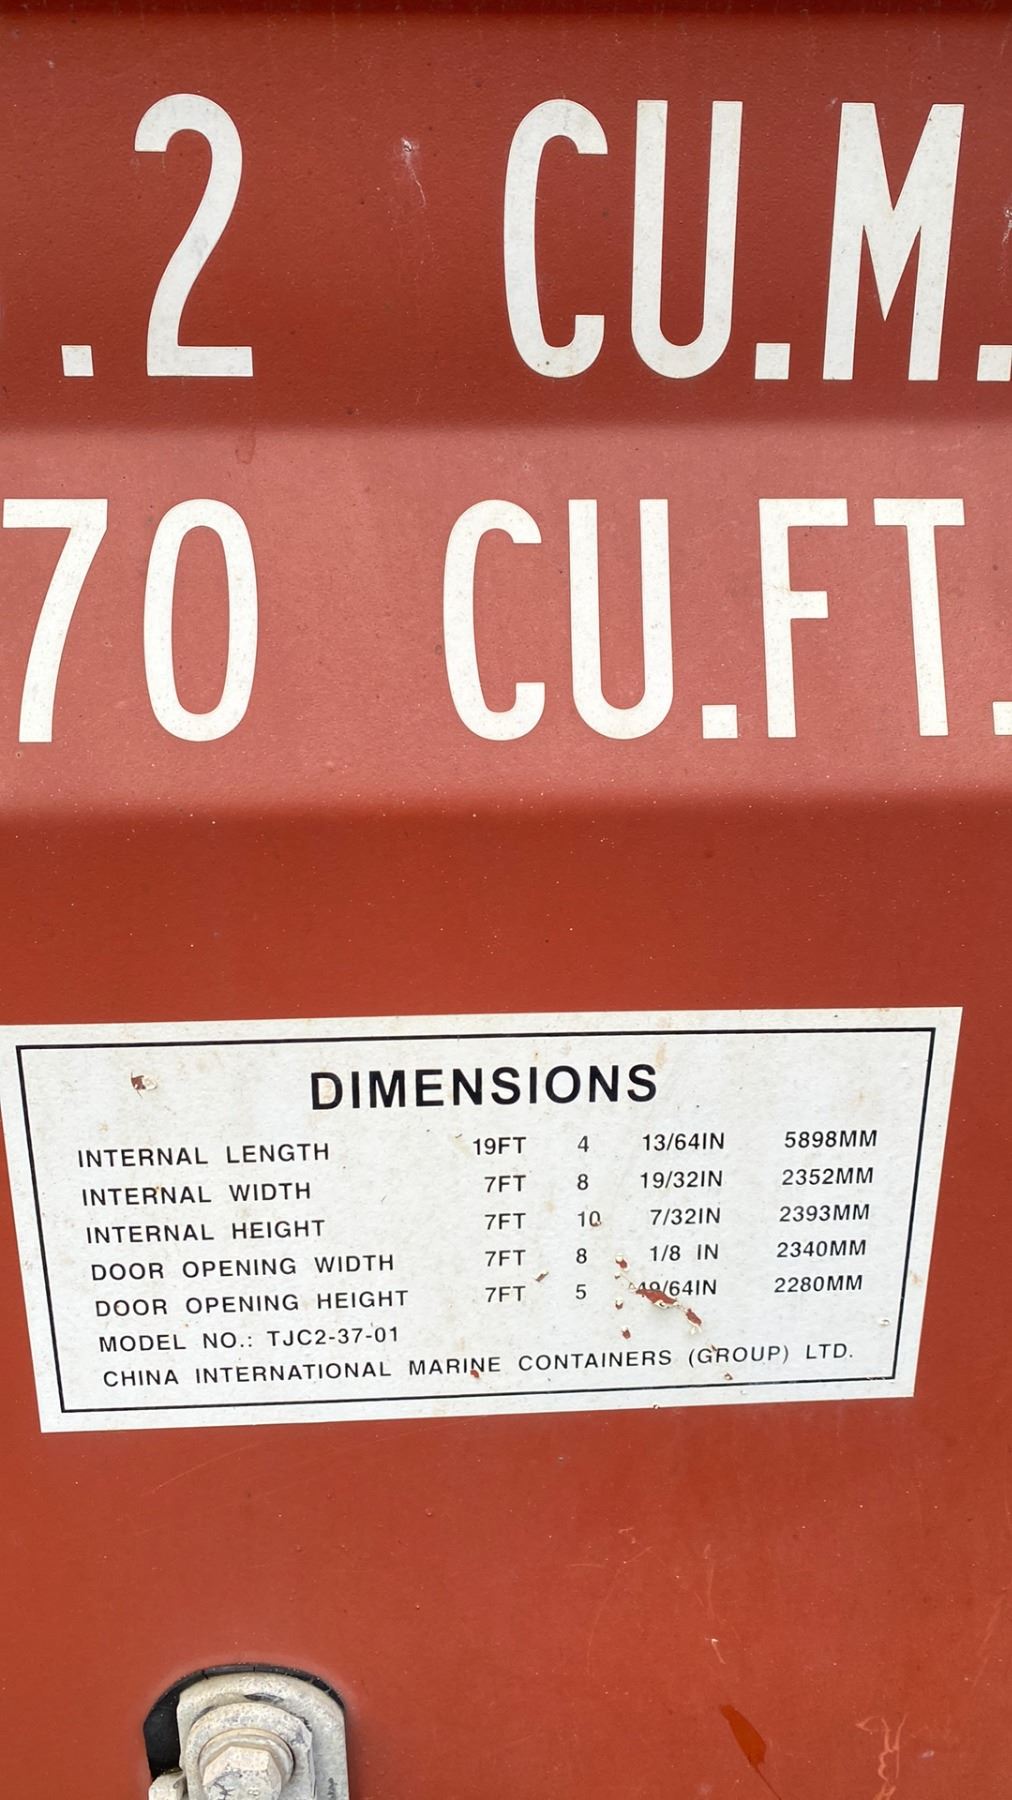 .2 CU.M.
70 CU.FT.
DIMENSIONS
INTERNAL LENGTH 19FT 4 13/64IN 5898MM
INTERNAL WIDTH 7FT 8 19/32IN 2352MM
INTERNAL HEIGHT 7FT 10 7/32IN 2393MM
DOOR OPENING WIDTH 7FT 8 1/8 IN 2340MM
DOOR OPENING HEIGHT 7FT 5 49/64IN 2280MM
MODEL NO.: TJC2-37-01
CHINA INTERNATIONAL MARINE CONTAINERS (GROUP) LTD.